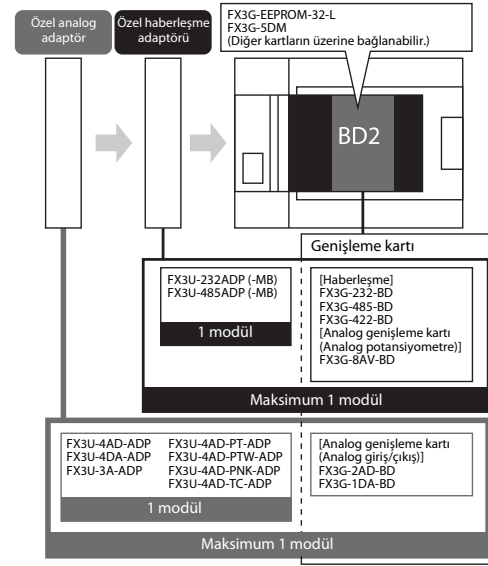 Özel analog
adaptör
Özel haberleşme
adaptörü
FX3G-EEPROM-32-L
FX3G-5DM
(Diğer kartların üzerine bağlanabilir.)
BD2
Genişleme kartı
FX3U-232ADP (-MB)
FX3U-485ADP (-MB)
1 modül
[Haberleşme]
FX3G-232-BD
FX3G-485-BD
FX3G-422-BD
[Analog genişleme kartı
(Analog potansiyometre)]
FX3G-8AV-BD
Maksimum 1 modül
FX3U-4AD-ADP
FX3U-4DA-ADP
FX3U-3A-ADP
FX3U-4AD-PT-ADP
FX3U-4AD-PTW-ADP
FX3U-4AD-PNK-ADP
FX3U-4AD-TC-ADP
1 modül
[Analog genişleme kartı
(Analog giriş/çıkış)]
FX3G-2AD-BD
FX3G-1DA-BD
Maksimum 1 modül